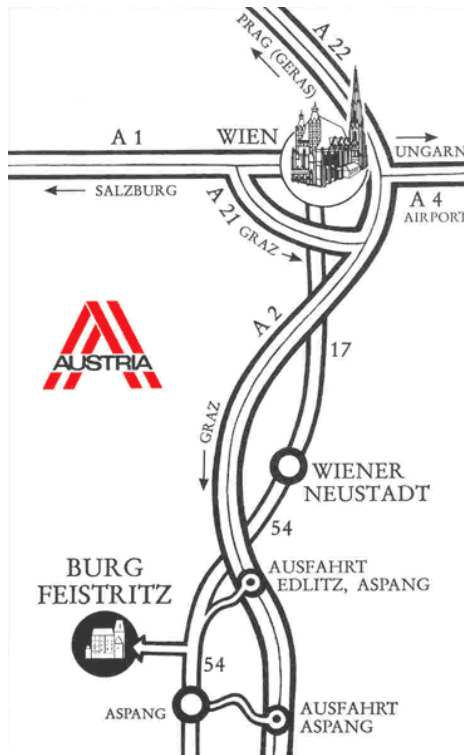 A 22
PRAG (GERAS)
A 1
WIEN
UNGARN
SALZBURG
A 4
AIRPORT
A 21
GRAZ
A 2
AUSTRIA
17
GRAZ
WIENER
NEUSTADT
54
BURG
FEISTRITZ
AUSFAHRT
EDLITZ, ASPANG
54
ASPANG
AUSFAHRT
ASPANG